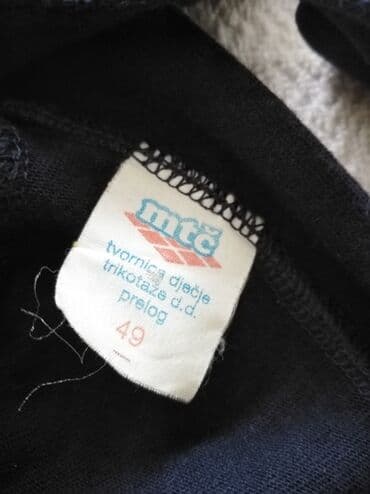 mtč
tvornica dječje
trikotaže d.d.
prelog
49